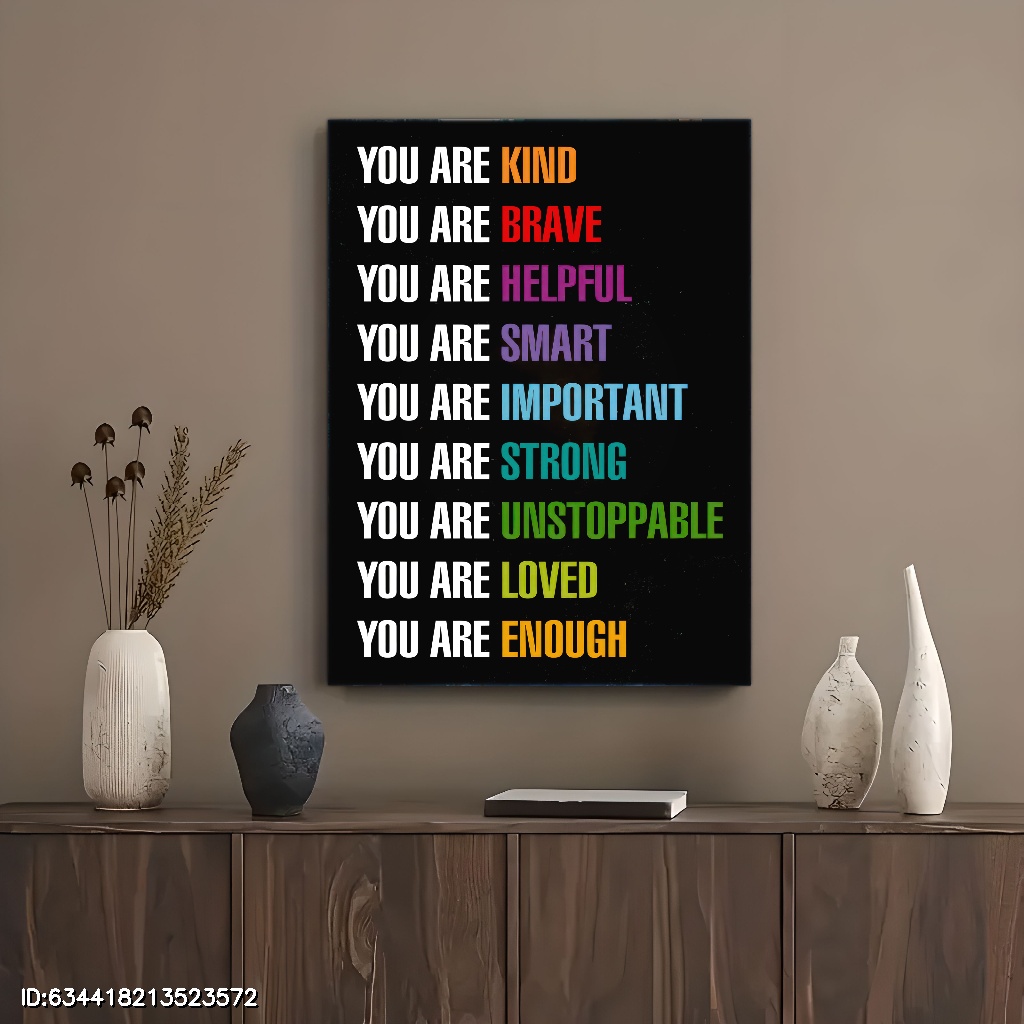 YOU ARE KIND
YOU ARE BRAVE
YOU ARE HELPFUL
YOU ARE SMART
YOU ARE IMPORTANT
YOU ARE STRONG
YOU ARE UNSTOPPABLE
YOU ARE LOVED
YOU ARE ENOUGH
ID:634418213523572